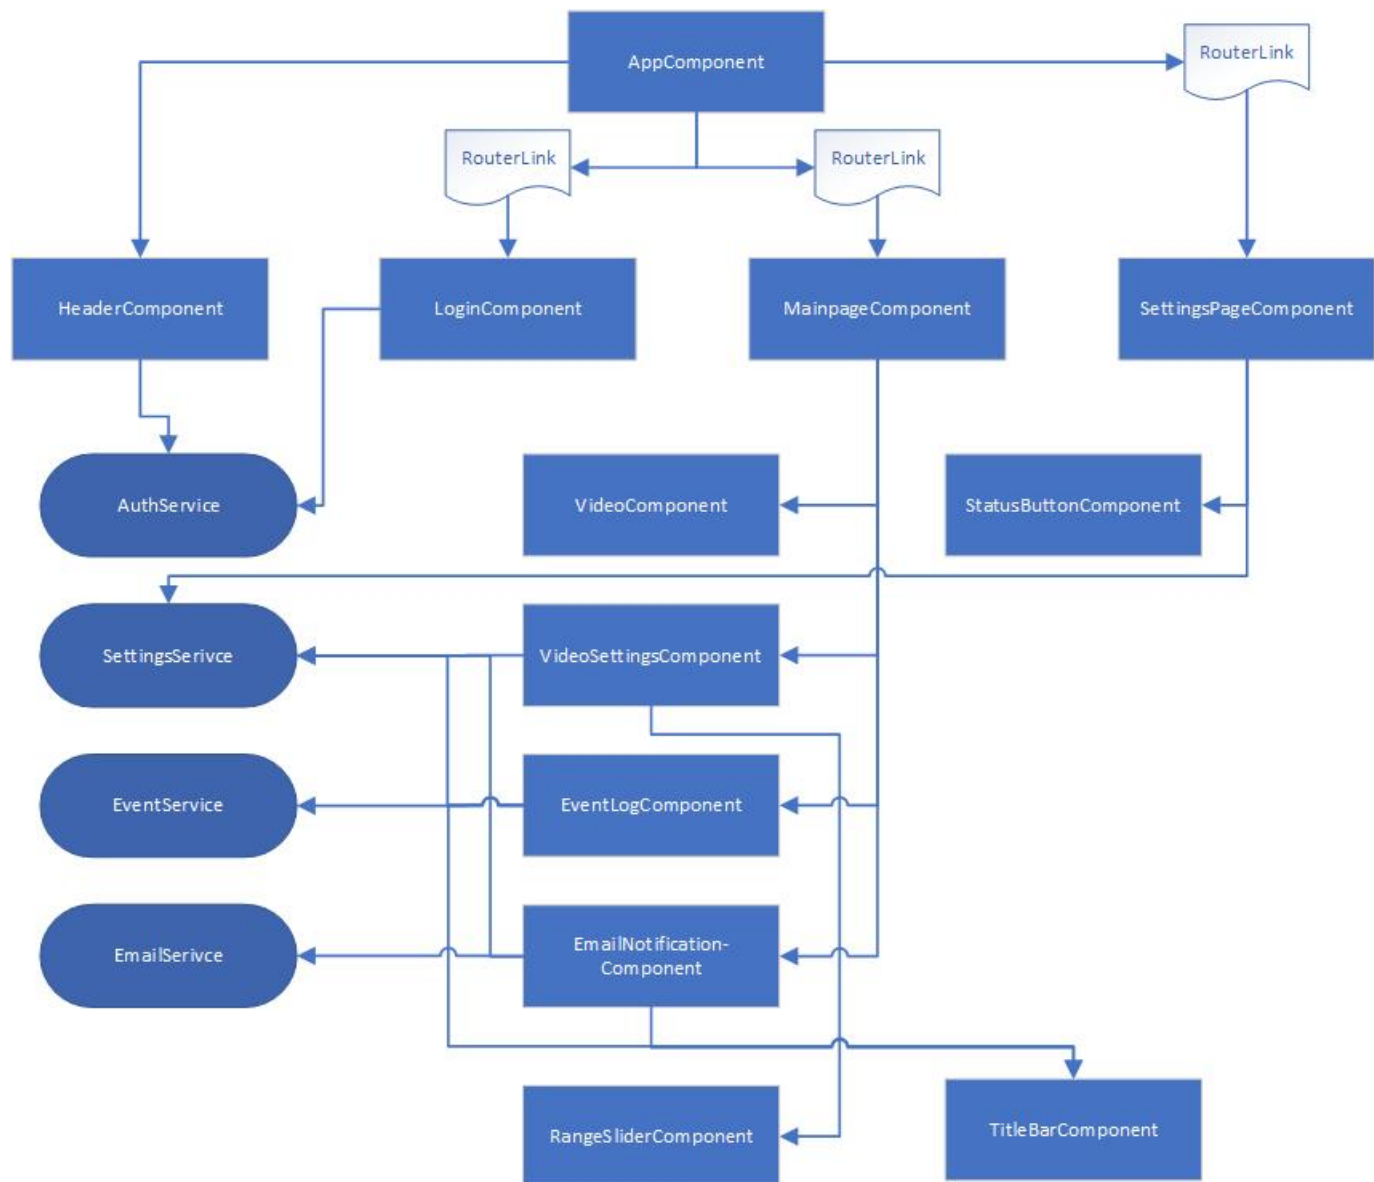 AppComponent
RouterLink
RouterLink
RouterLink
HeaderComponent
LoginComponent
MainpageComponent
SettingsPageComponent
AuthService
VideoComponent
StatusButtonComponent
SettingsSerivce
VideoSettingsComponent
EventService
EventLogComponent
EmailSerivce
EmailNotification-
Component
RangeSliderComponent
TitleBarComponent